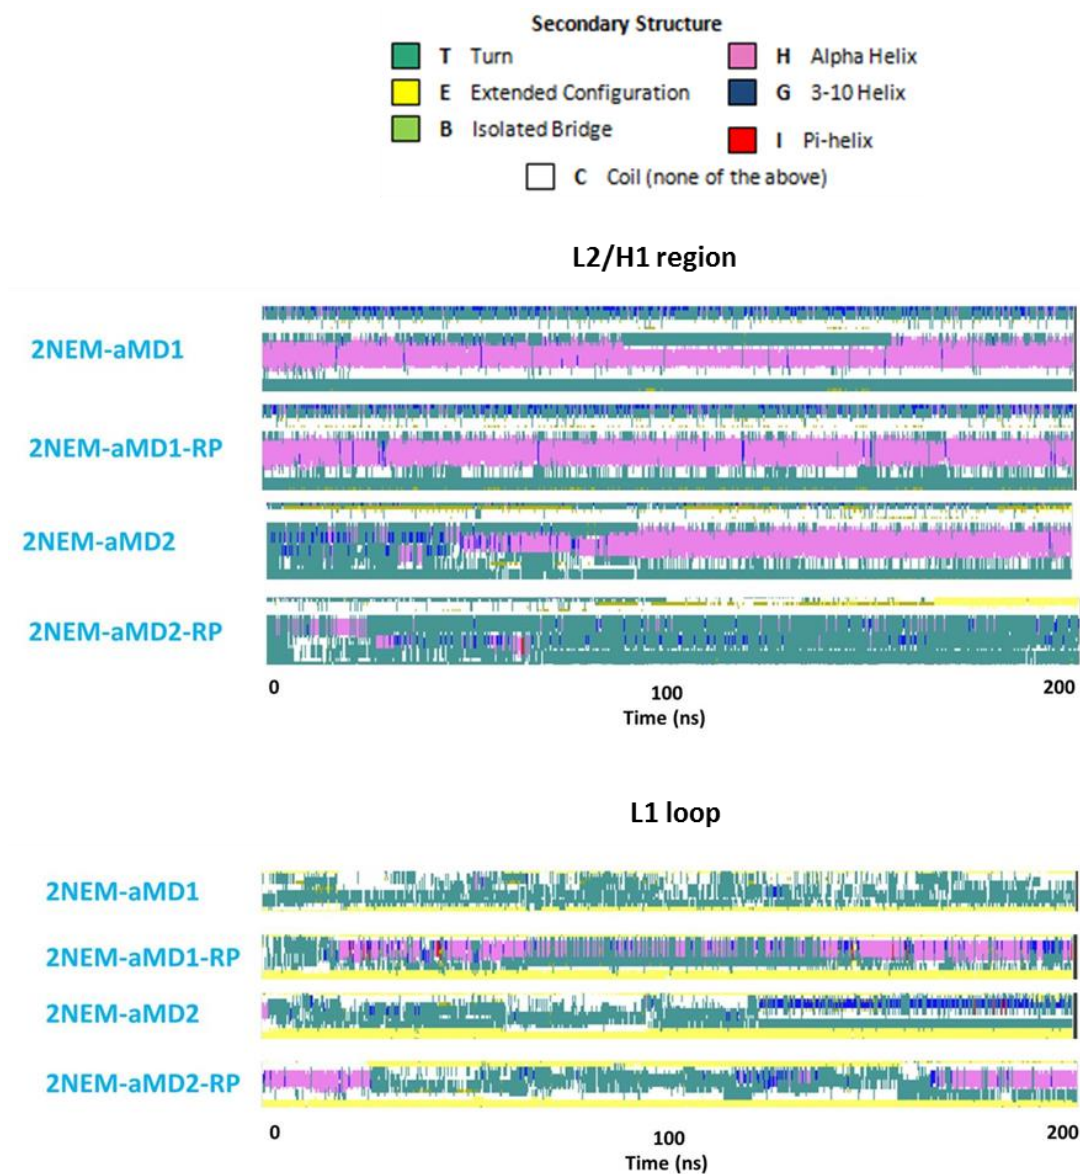 Secondary Structure
T Turn H Alpha Helix
E Extended Configuration G 3-10 Helix
B Isolated Bridge I Pi-helix
C Coil (none of the above)
L2/H1 region
2NEM-aMD1
2NEM-aMD1-RP
2NEM-aMD2
2NEM-aMD2-RP
0 100 200
Time (ns)
L1 loop
2NEM-aMD1
2NEM-aMD1-RP
2NEM-aMD2
2NEM-aMD2-RP
0 100 200
Time (ns)